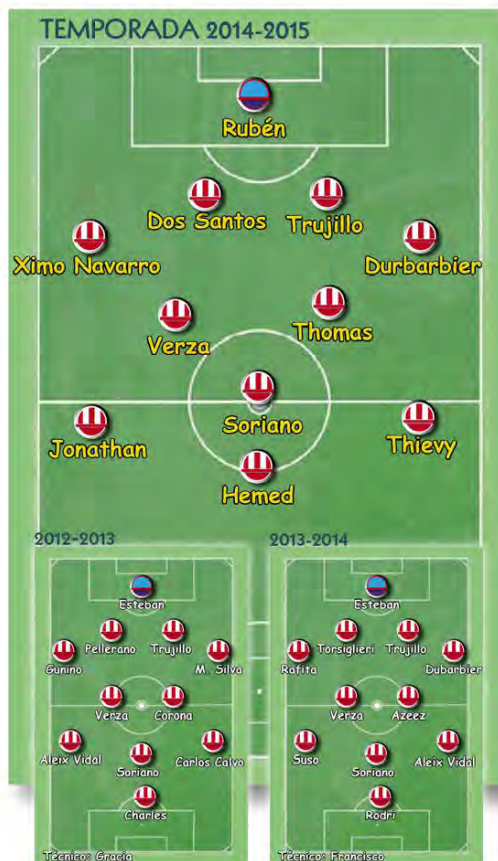 TEMPORADA 2014-2015
Rubén
Dos Santos
Trujillo
Ximo Navarro
Durbarbier
Verza
Thomas
Soriano
Jonathan
Thievy
Hemed
2012-2013
Esteban
Pellerano
Trujillo
Gunino
M. Silva
Verza
Corona
Aleix Vidal
Soriano
Carlos Calvo
Charles
Técnico: Gracia
2013-2014
Esteban
Torsiglieri
Trujillo
Rafita
Dubarbier
Verza
Azeez
Suso
Soriano
Aleix Vidal
Rodri
Técnico: Francisco